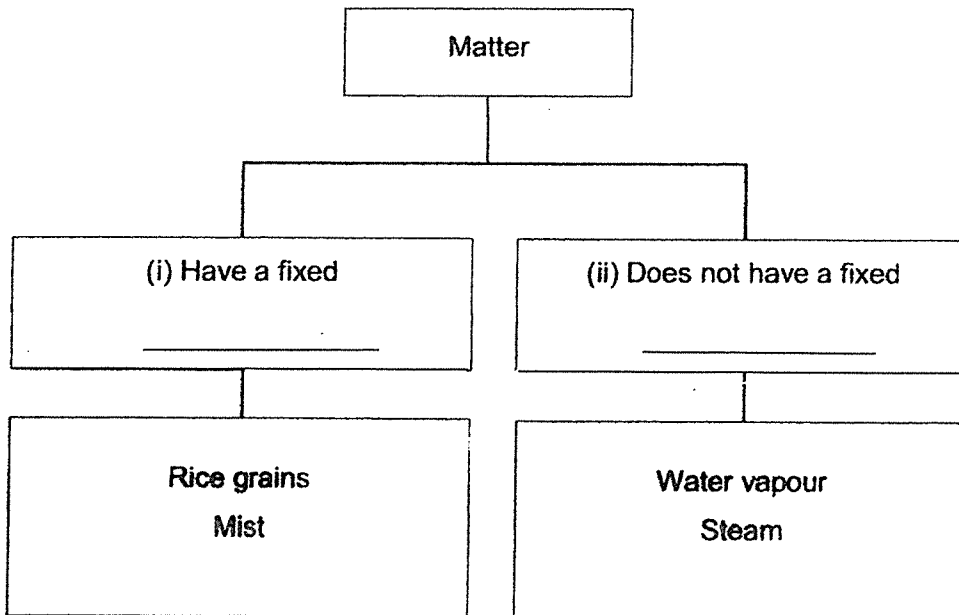 Matter
(i) Have a fixed
(ii) Does not have a fixed
Rice grains
Mist
Water vapour
Steam